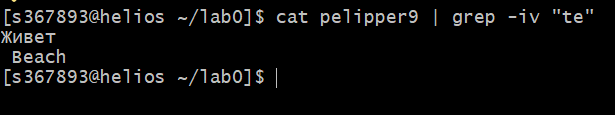 [s367893@helios ~/lab0]$ cat pelipper9 | grep -iv "te"
Живет
 Beach
[s367893@helios ~/lab0]$